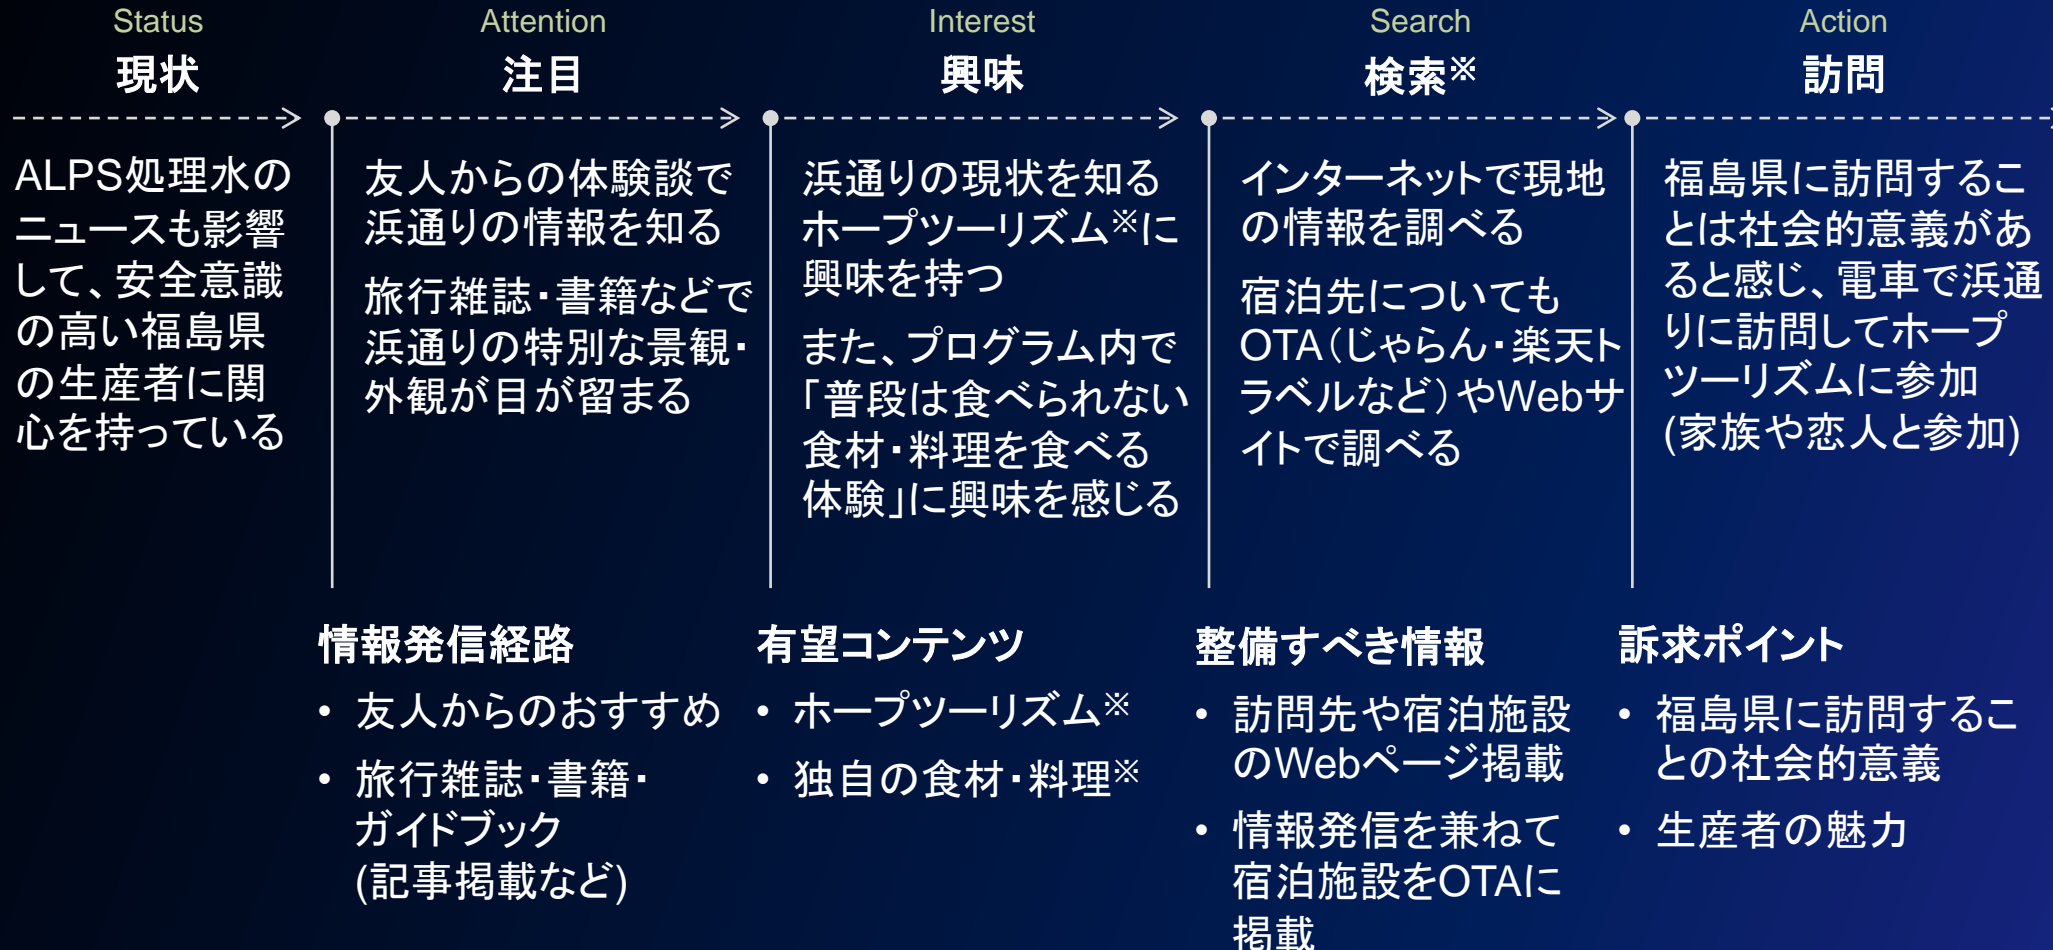 Status
現状
ALPS処理水の
ニュースも影響
して、安全意識
の高い福島県
の生産者に関
心を持っている
Attention
注目
友人からの体験談で
浜通りの情報を知る
旅行雑誌・書籍などで
浜通りの特別な景観・
外観が目が留まる
情報発信経路
• 友人からのおすすめ
• 旅行雑誌・書籍・
ガイドブック
(記事掲載など)
Interest
興味
浜通りの現状を知る
ホープツーリズム※に
興味を持つ
また、プログラム内で
「普段は食べられない
食材・料理を食べる
体験」に興味を感じる
有望コンテンツ
• ホープツーリズム※
• 独自の食材・料理※
Search
検索※
インターネットで現地
の情報を調べる
宿泊先についても
OTA（じゃらん・楽天ト
ラベルなど）やWebサ
イトで調べる
整備すべき情報
• 訪問先や宿泊施設
のWebページ掲載
• 情報発信を兼ねて
宿泊施設をOTAに
掲載
Action
訪問
福島県に訪問するこ
とは社会的意義があ
ると感じ、電車で浜通
りに訪問してホープ
ツーリズムに参加
(家族や恋人と参加)
訴求ポイント
• 福島県に訪問するこ
との社会的意義
• 生産者の魅力